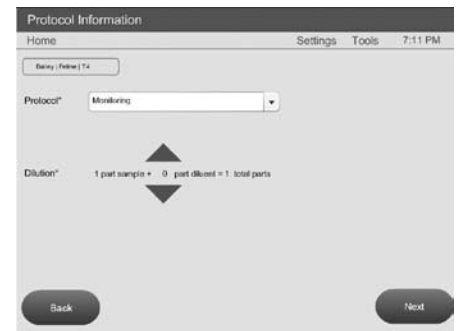 Protocol Information
Home Settings Tools 7:11 PM
Bailey | Feline | T4
Protocol* Monitoring
Dilution* 1 part sample + 0 part diluent = 1 total parts
Back Next